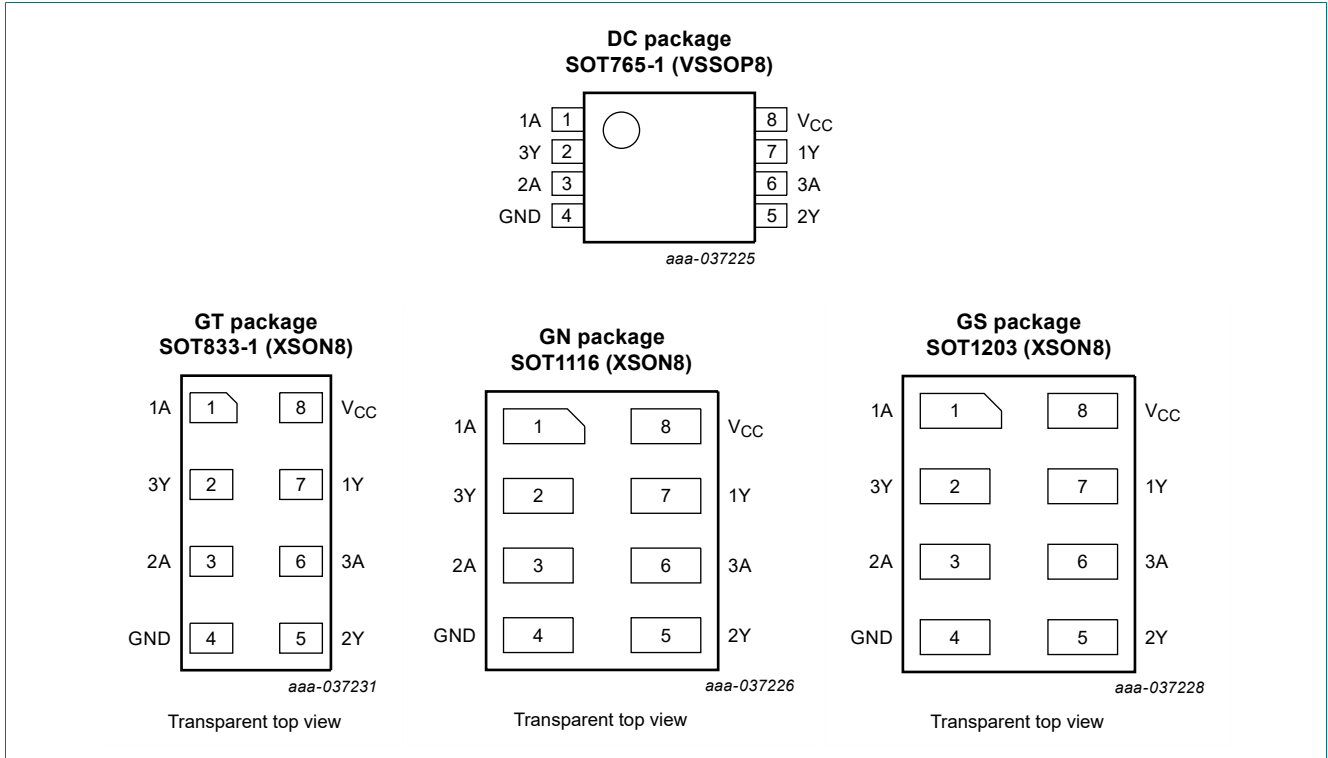 DC package
SOT765-1 (VSSOP8)
1A 1 8 VCC
3Y 2 7 1Y
2A 3 6 3A
GND 4 5 2Y
aaa-037225
GT package
SOT833-1 (XSON8)
1A 1 8 VCC
3Y 2 7 1Y
2A 3 6 3A
GND 4 5 2Y
aaa-037231
Transparent top view
GN package
SOT1116 (XSON8)
1A 1 8 VCC
3Y 2 7 1Y
2A 3 6 3A
GND 4 5 2Y
aaa-037226
Transparent top view
GS package
SOT1203 (XSON8)
1A 1 8 VCC
3Y 2 7 1Y
2A 3 6 3A
GND 4 5 2Y
aaa-037228
Transparent top view